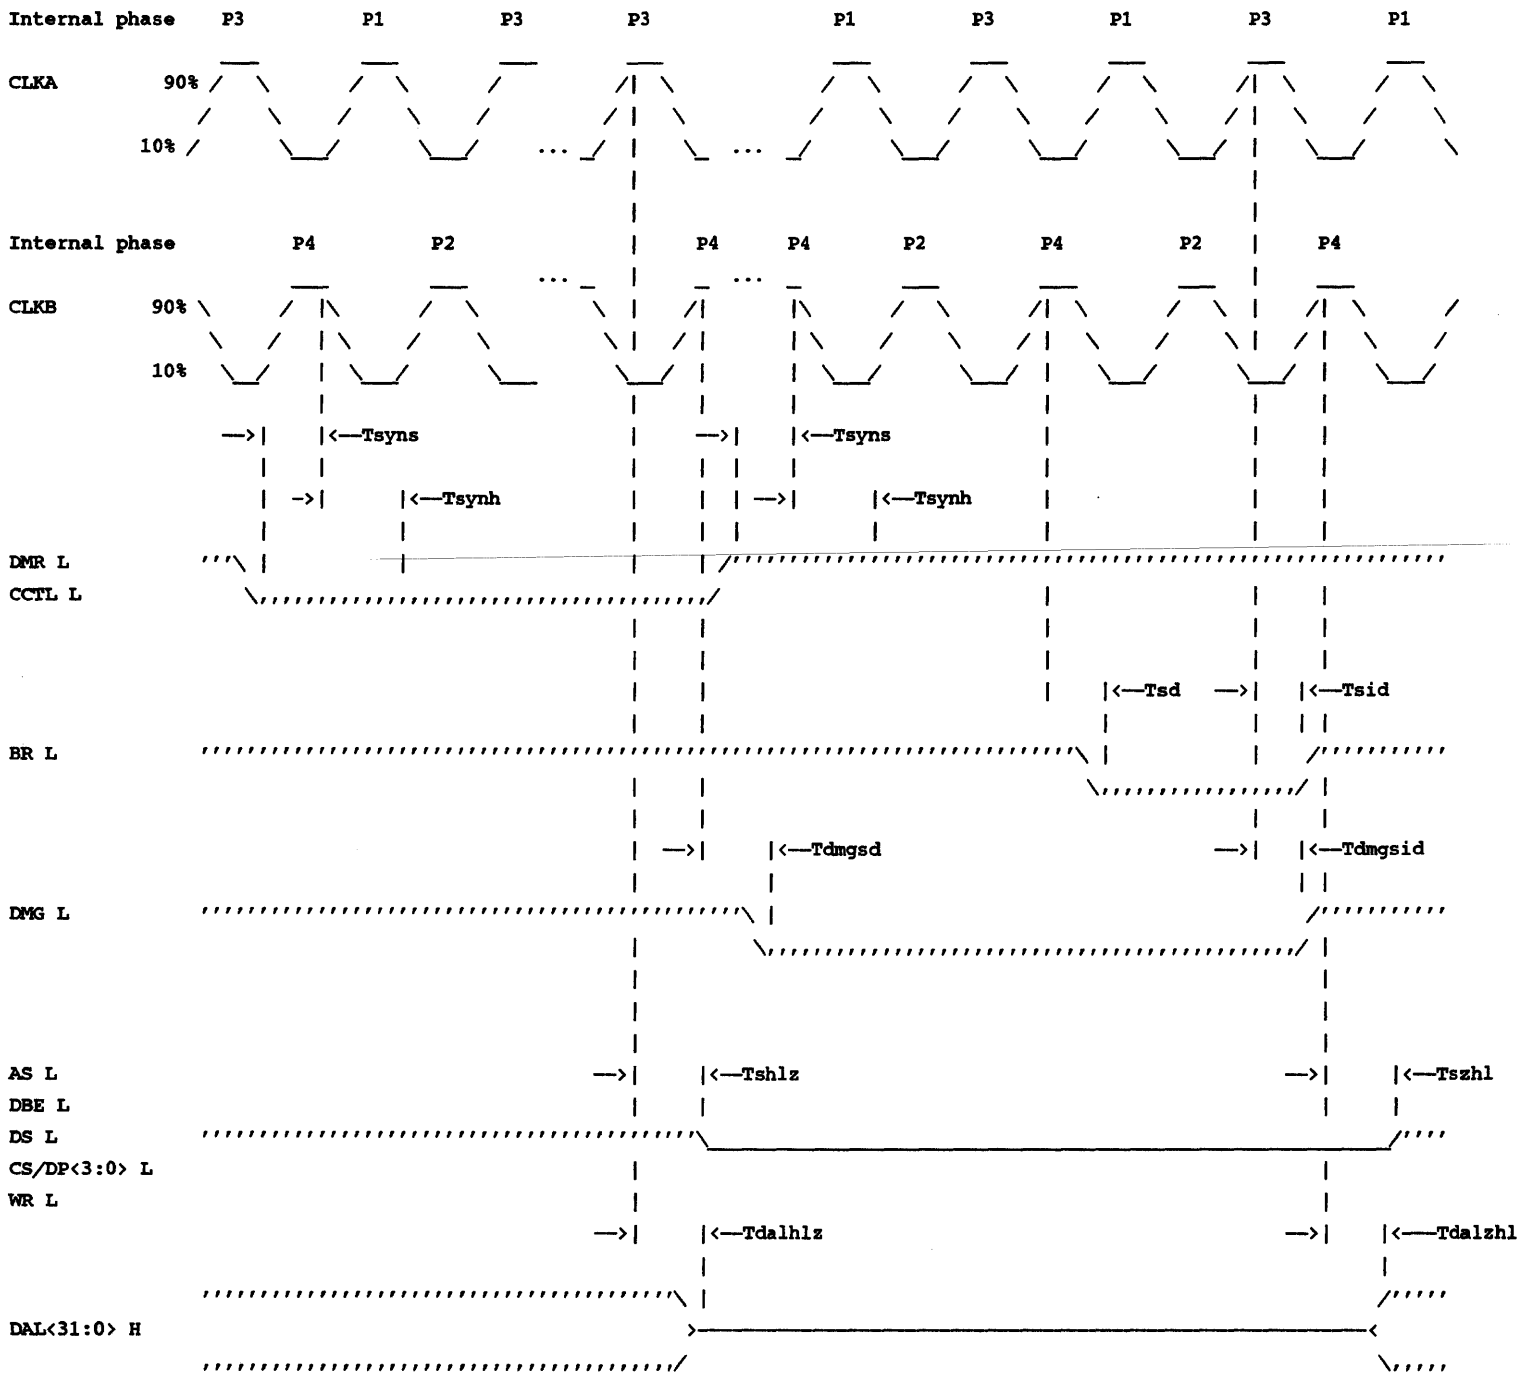 Internal phase P3 P1 P3 P3 P1 P3 P1 P3 P1
CLKA 90%
10% ... ...
Internal phase P4 P2 P4 P4 P2 P4 P2 P4
... ...
CLKB 90%
10%
-->| |<--Tsyns -->| |<--Tsyns
->| |<--Tsynh -->| |<--Tsynh
DMR L
CCTL L
|<--Tsd -->| |<--Tsid
BR L
-->| |<--Tdmgsd -->| |<--Tdmgsid
DMG L
AS L -->| |<--Tshlz -->| |<--Tszhl
DBE L
DS L
CS/DP<3:0> L
WR L
-->| |<--Tdalhlz -->| |<--Tdalzhl
DAL<31:0> H